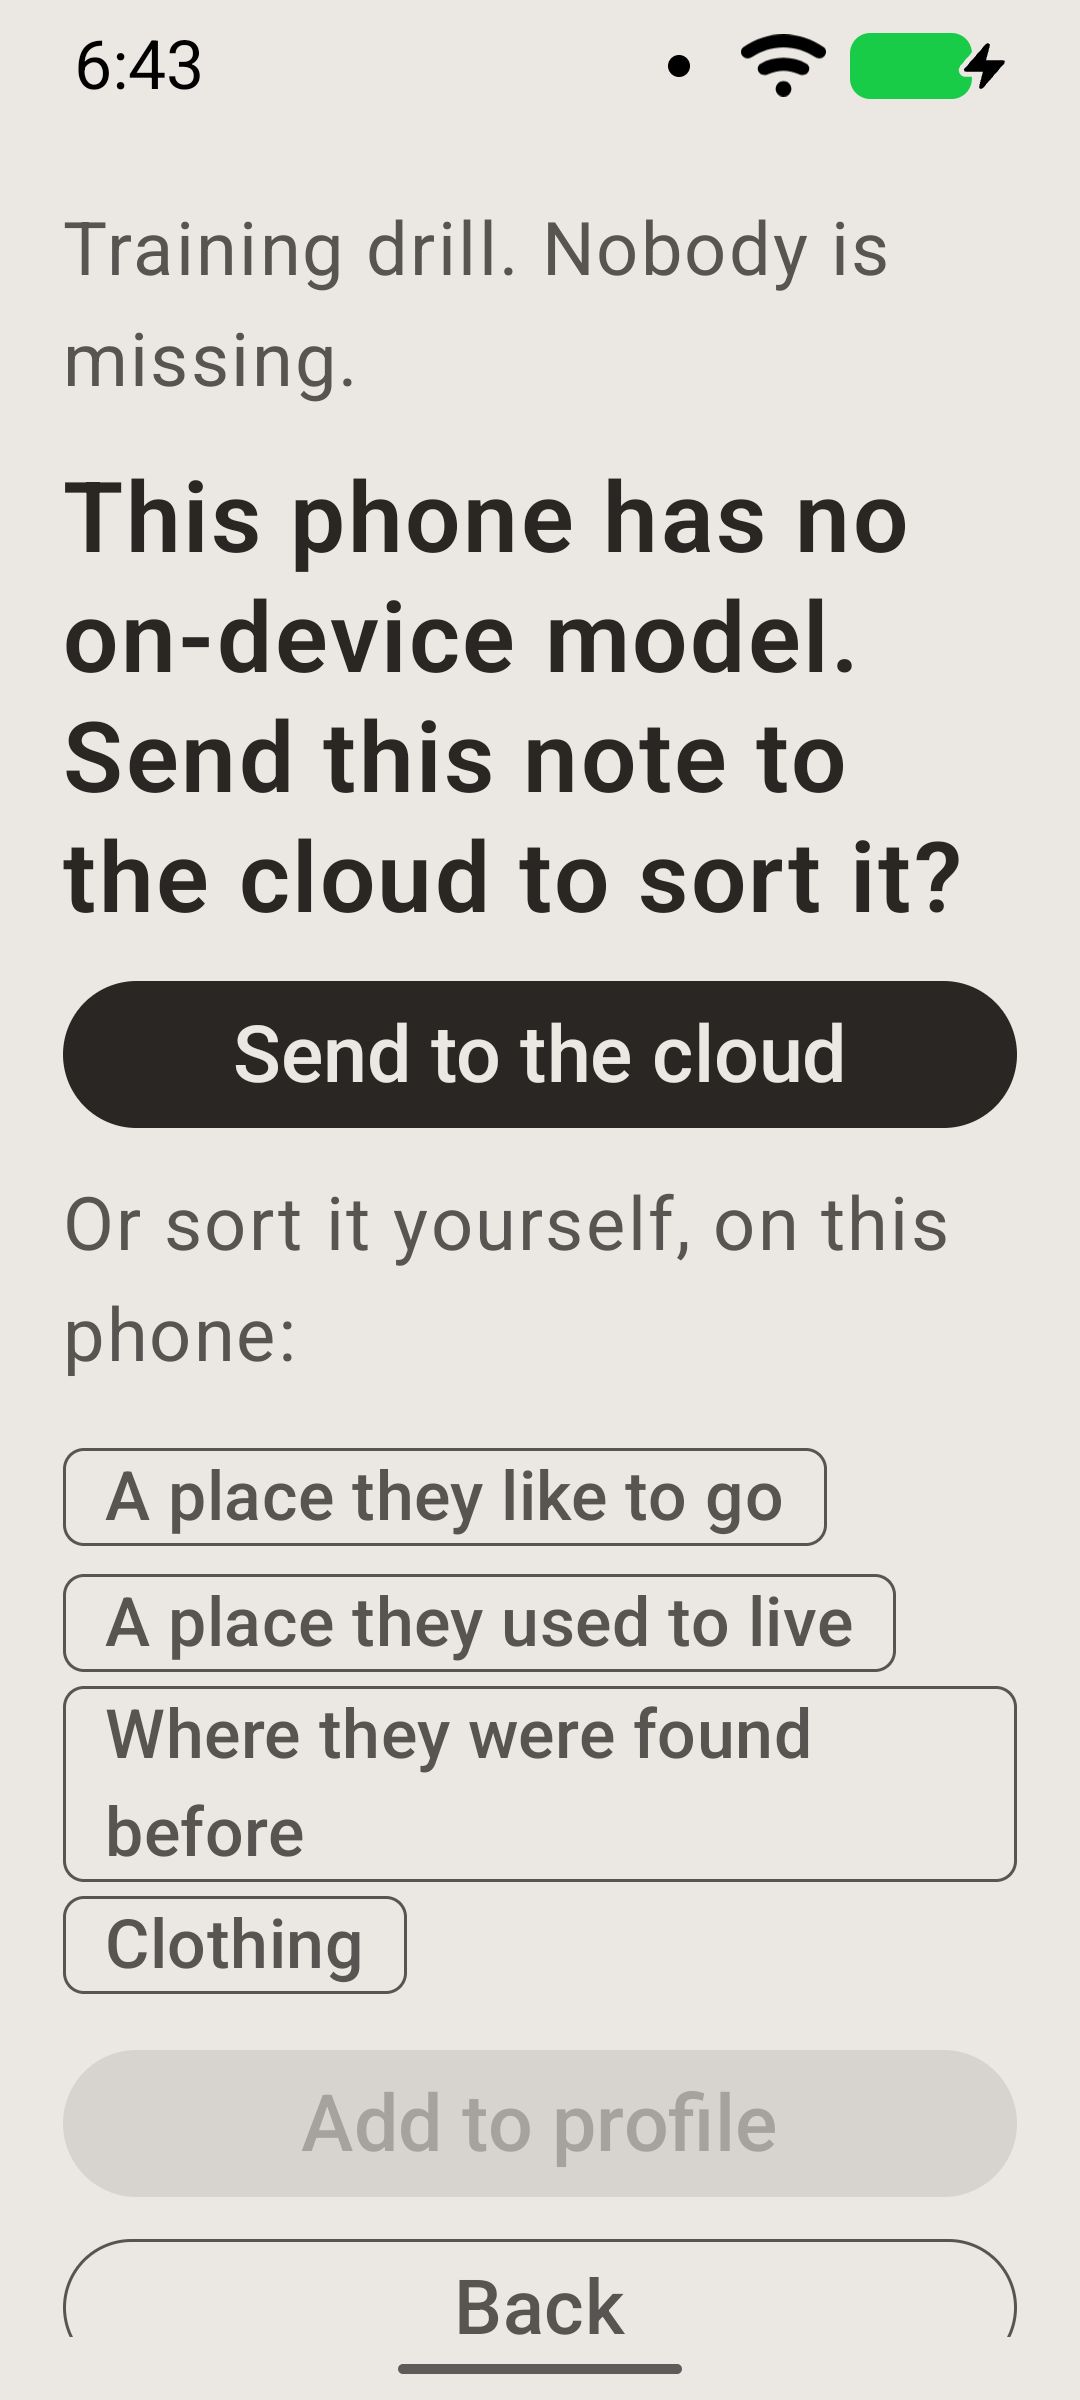 6:43
Training drill. Nobody is
missing.
This phone has no
on-device model.
Send this note to
the cloud to sort it?
Send to the cloud
Or sort it yourself, on this
phone:
A place they like to go
A place they used to live
Where they were found
before
Clothing
Add to profile
Back